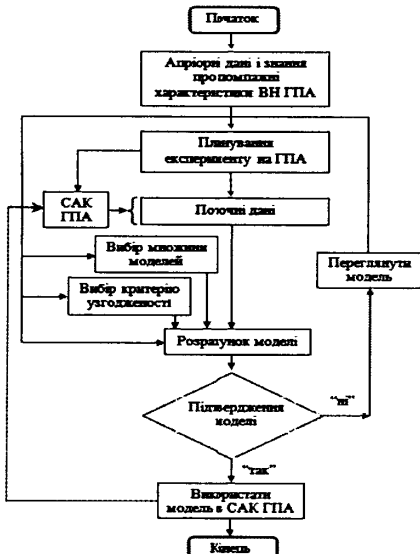 Початок
Апріорні дані і знання
про помпажні
характеристики ВН ГПА
Планування
експерименту на ГПА
САК
ГПА
Поточні дані
Вибір множини
моделей
Вибір критерію
узгодженості
Розрахунок моделі
Переглянути
модель
Підтвердження
моделі
"ні"
"так"
Використати
модель в САК ГПА
Кінець